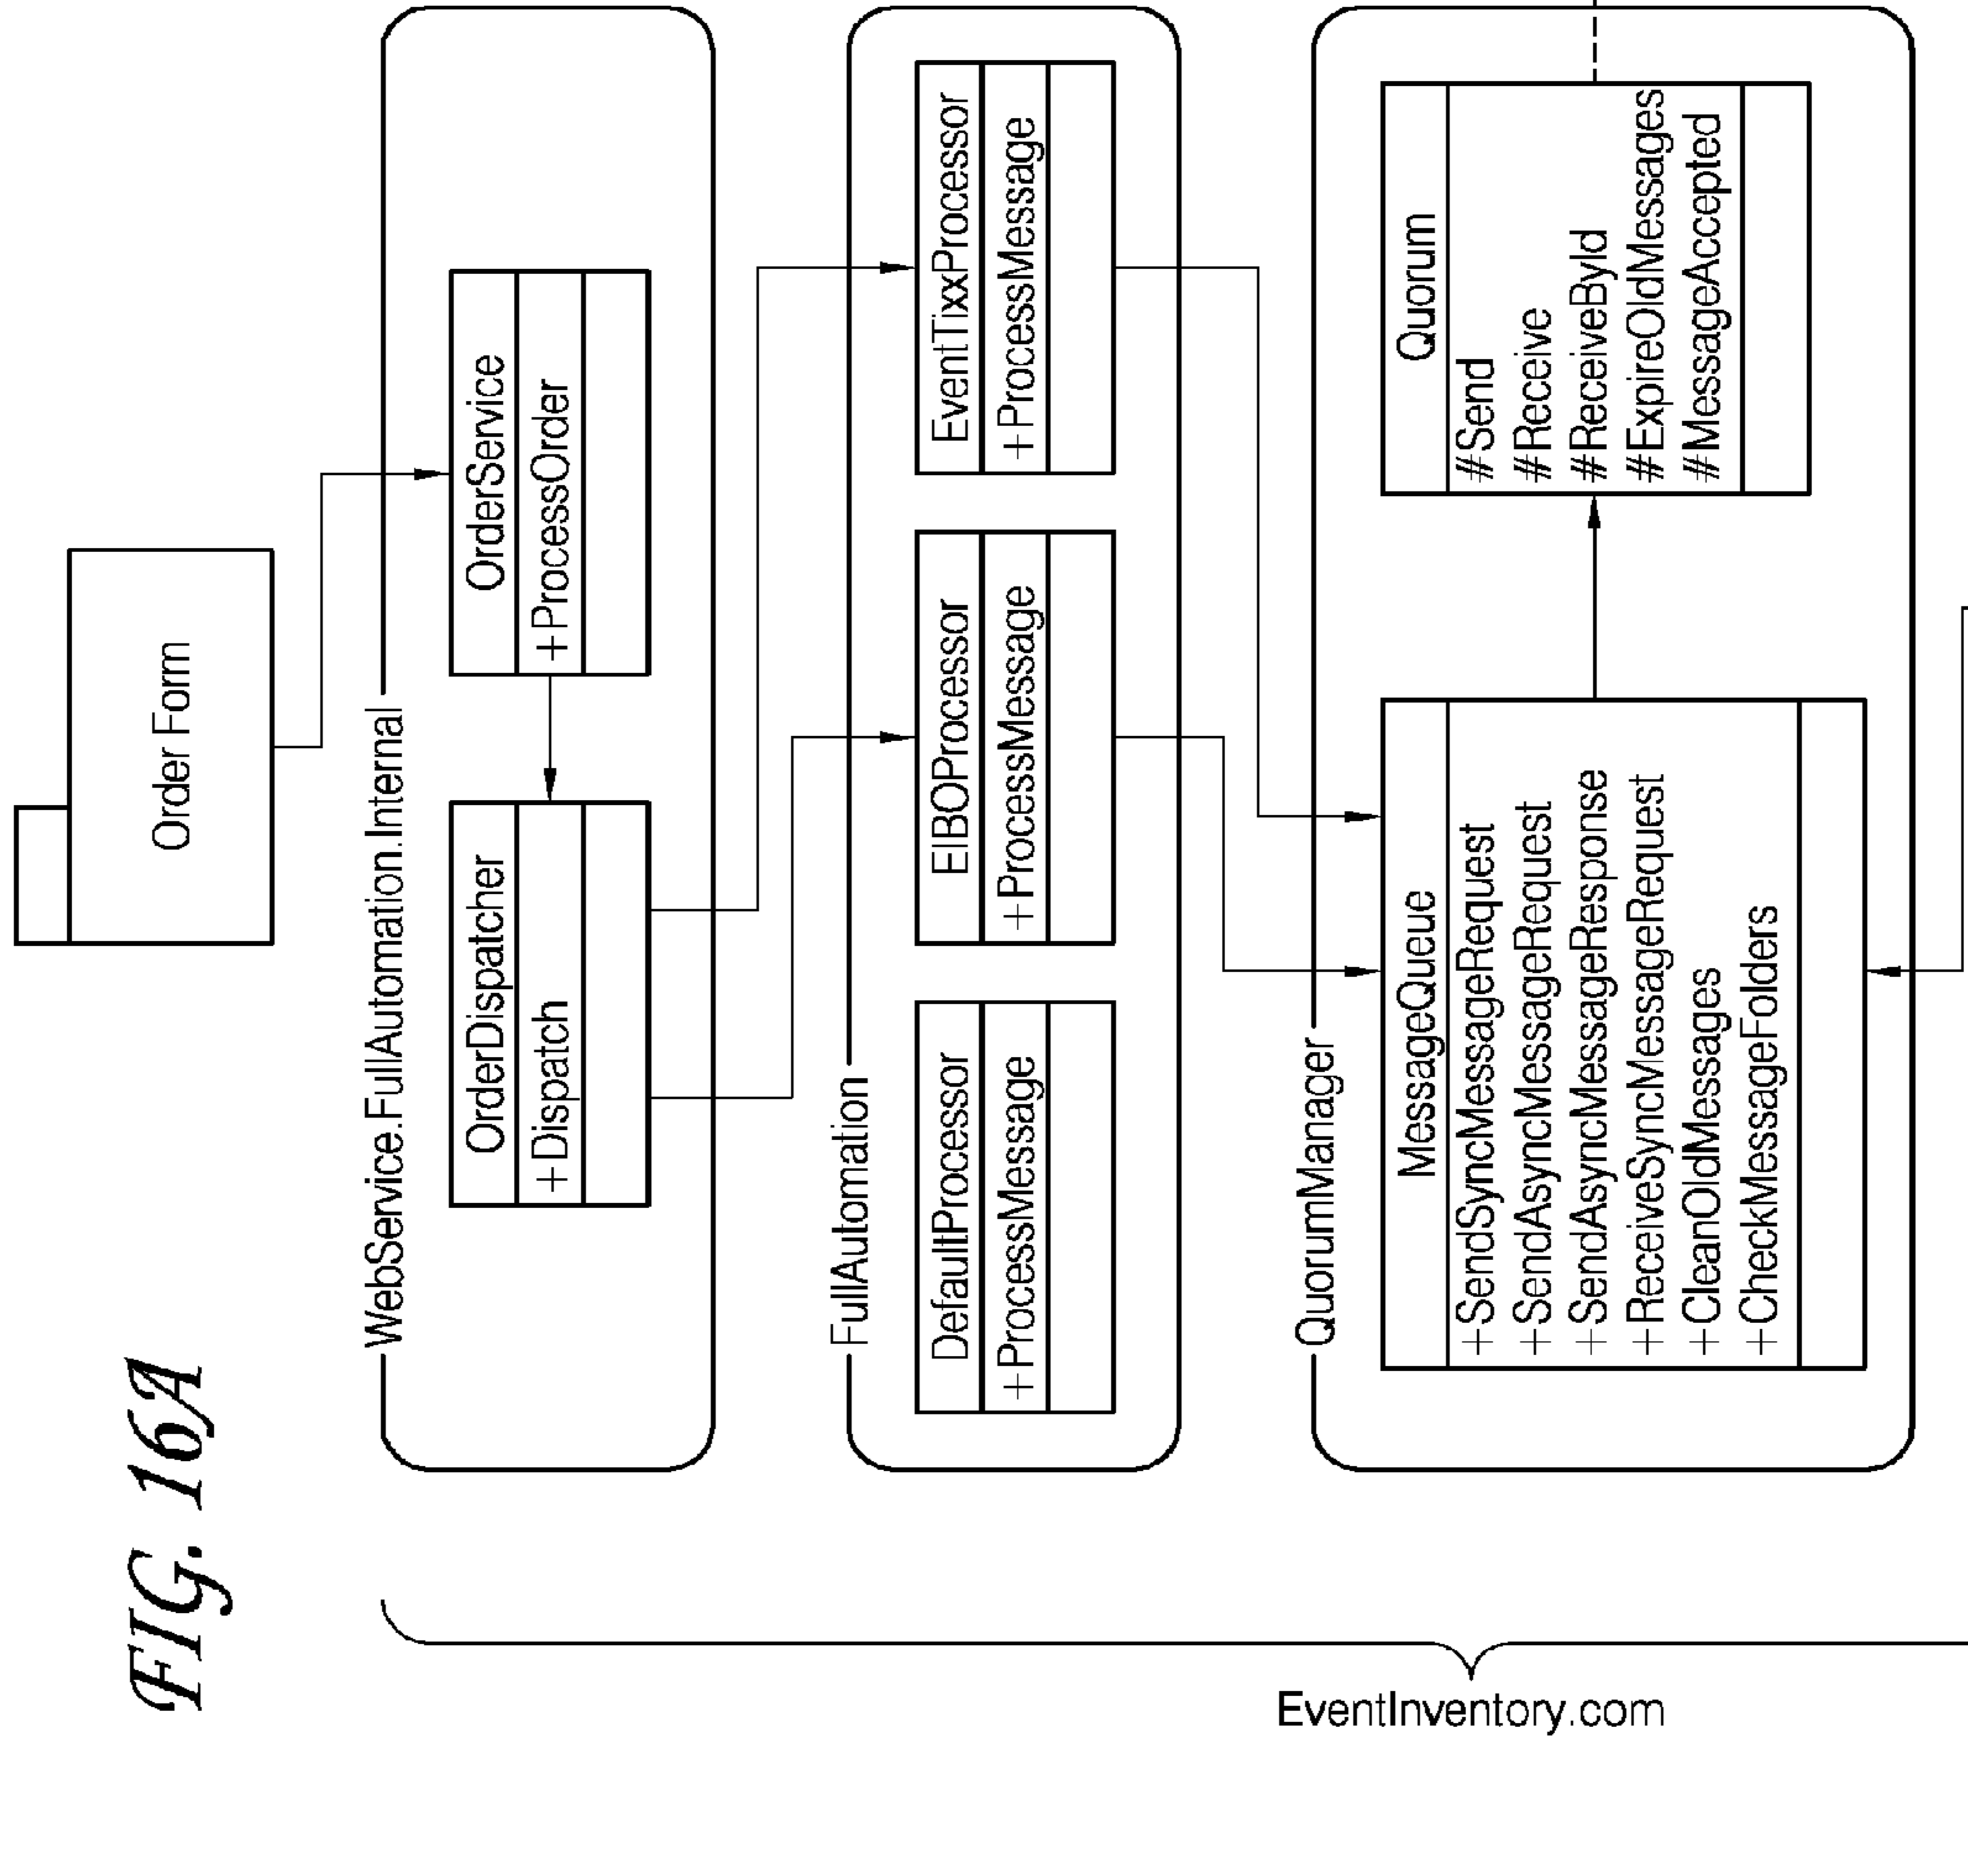 FIG. 16A
Order Form
WebService.FullAutomation.Internal
OrderDispatcher
+Dispatch
OrderService
+ProcessOrder
FullAutomation
DefaultProcessor
+ProcessMessage
EIBOProcessor
+ProcessMessage
EventTixxProcessor
+ProcessMessage
QuorumManager
MessageQueue
+SendSyncMessageRequest
+SendAsyncMessageRequest
+SendAsyncMessageResponse
+ReceiveSyncMessageRequest
+CleanOldMessages
+CheckMessageFolders
Quorum
#Send
#Receive
#ReceiveById
#ExpireOldMessages
#MessageAccepted
EventInventory.com